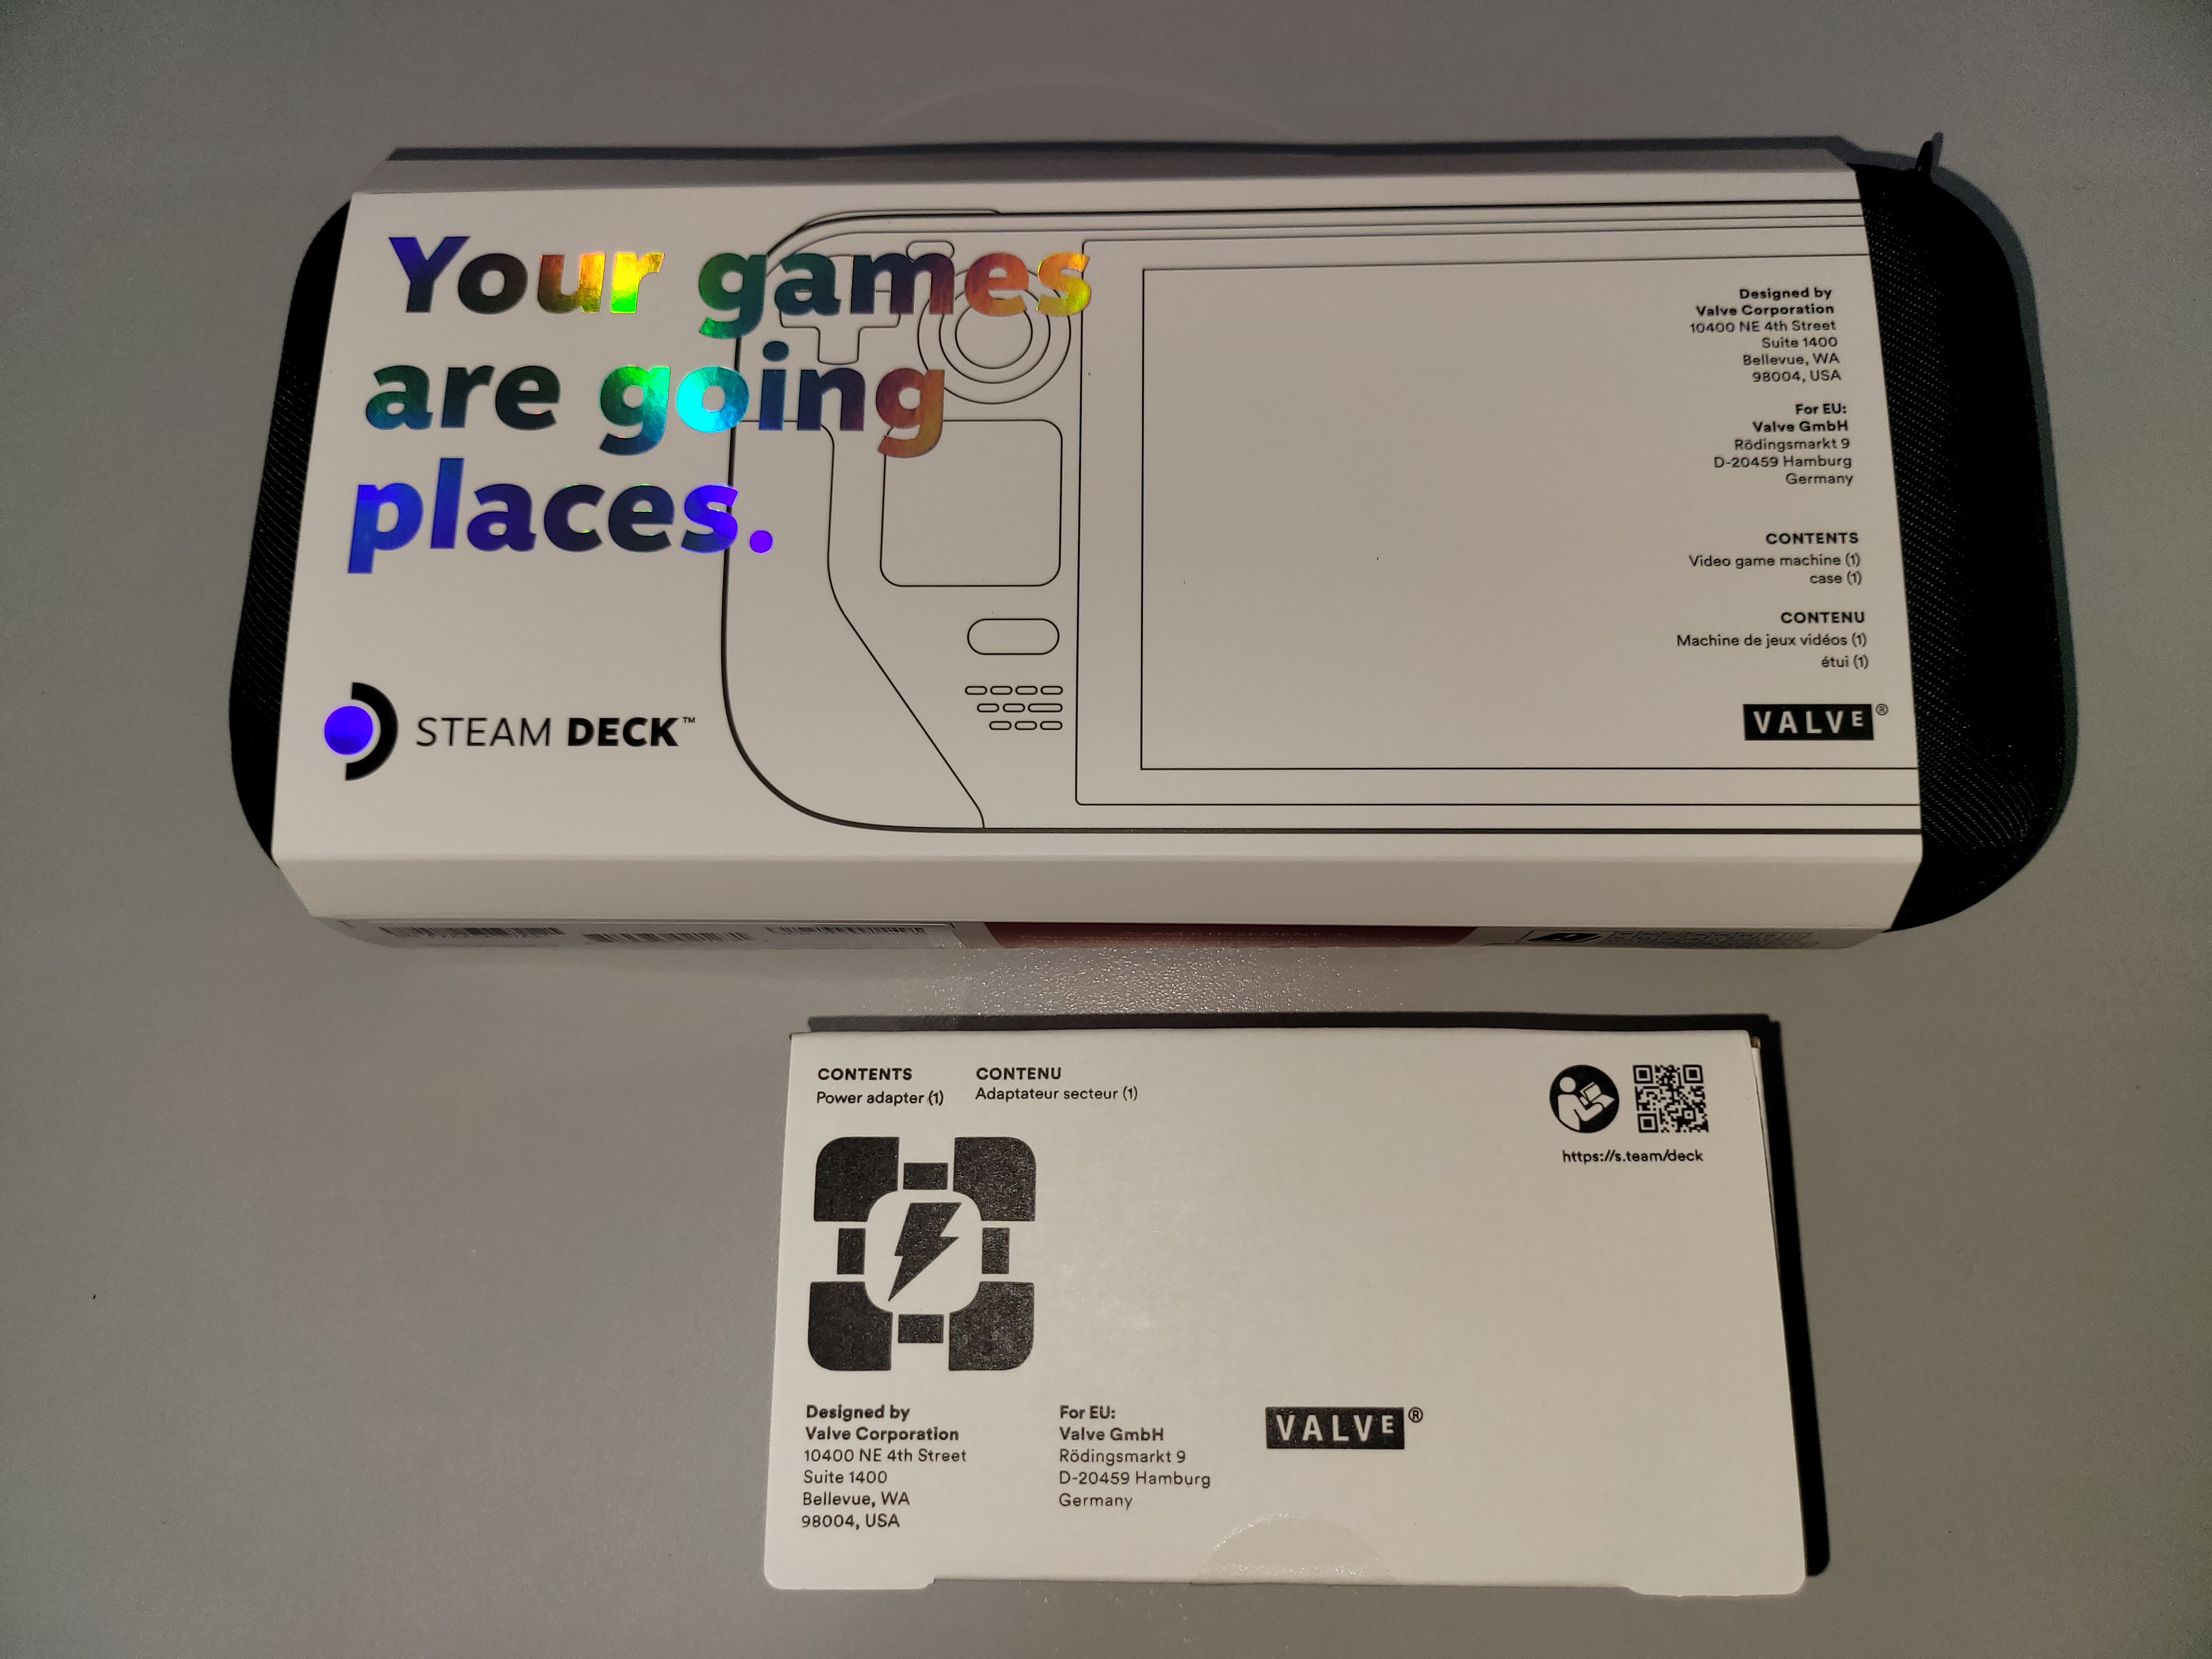 Your games
are going
places.
STEAM DECK™
Designed by
Valve Corporation
10400 NE 4th Street
Suite 1400
Bellevue, WA
98004, USA
For EU:
Valve GmbH
Rödingsmarkt 9
D-20459 Hamburg
Germany
CONTENTS
Video game machine (1)
case (1)
CONTENU
Machine de jeux vidéos (1)
étui (1)
VALVE®
CONTENTS
Power adapter (1)
CONTENU
Adaptateur secteur (1)
https://s.team/deck
Designed by
Valve Corporation
10400 NE 4th Street
Suite 1400
Bellevue, WA
98004, USA
For EU:
Valve GmbH
Rödingsmarkt 9
D-20459 Hamburg
Germany
VALVE®